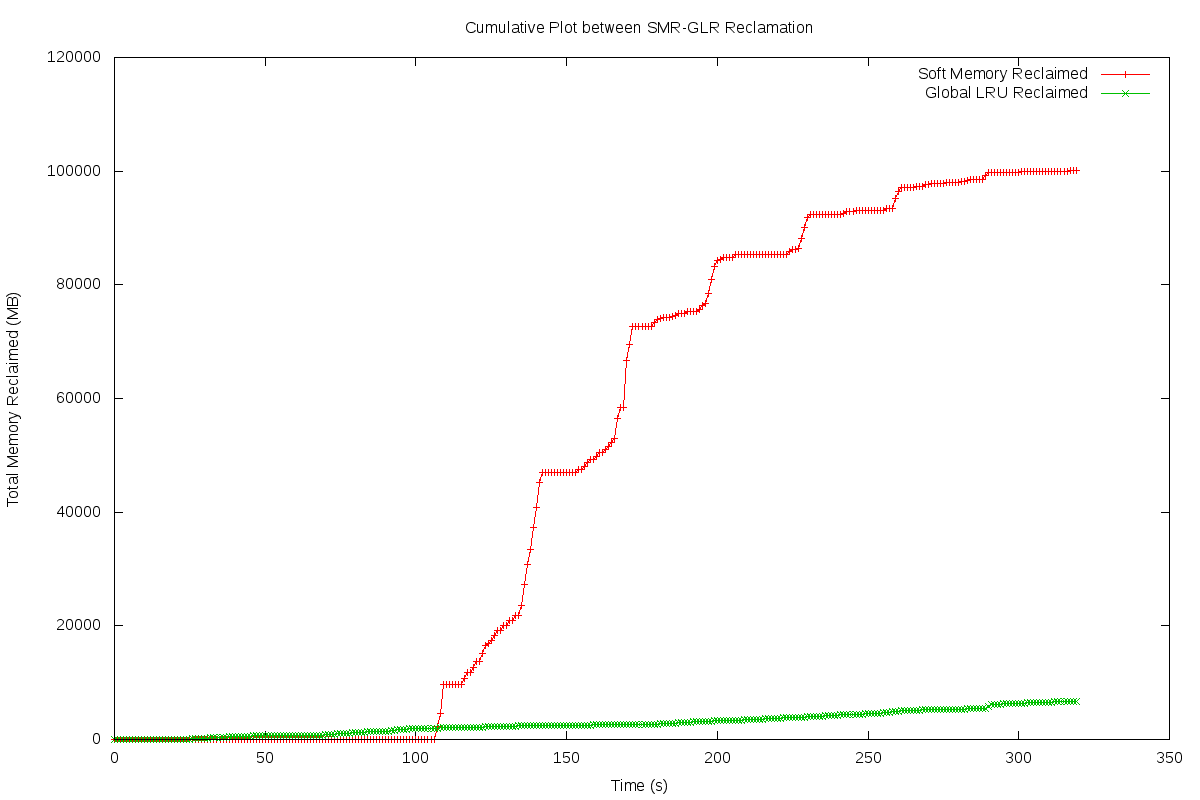 Cumulative Plot between SMR-GLR Reclamation
120000
100000
80000
60000
40000
20000
0
Total Memory Reclaimed (MB)
Soft Memory Reclaimed
Global LRU Reclaimed
0 50 100 150 200 250 300 350
Time (s)